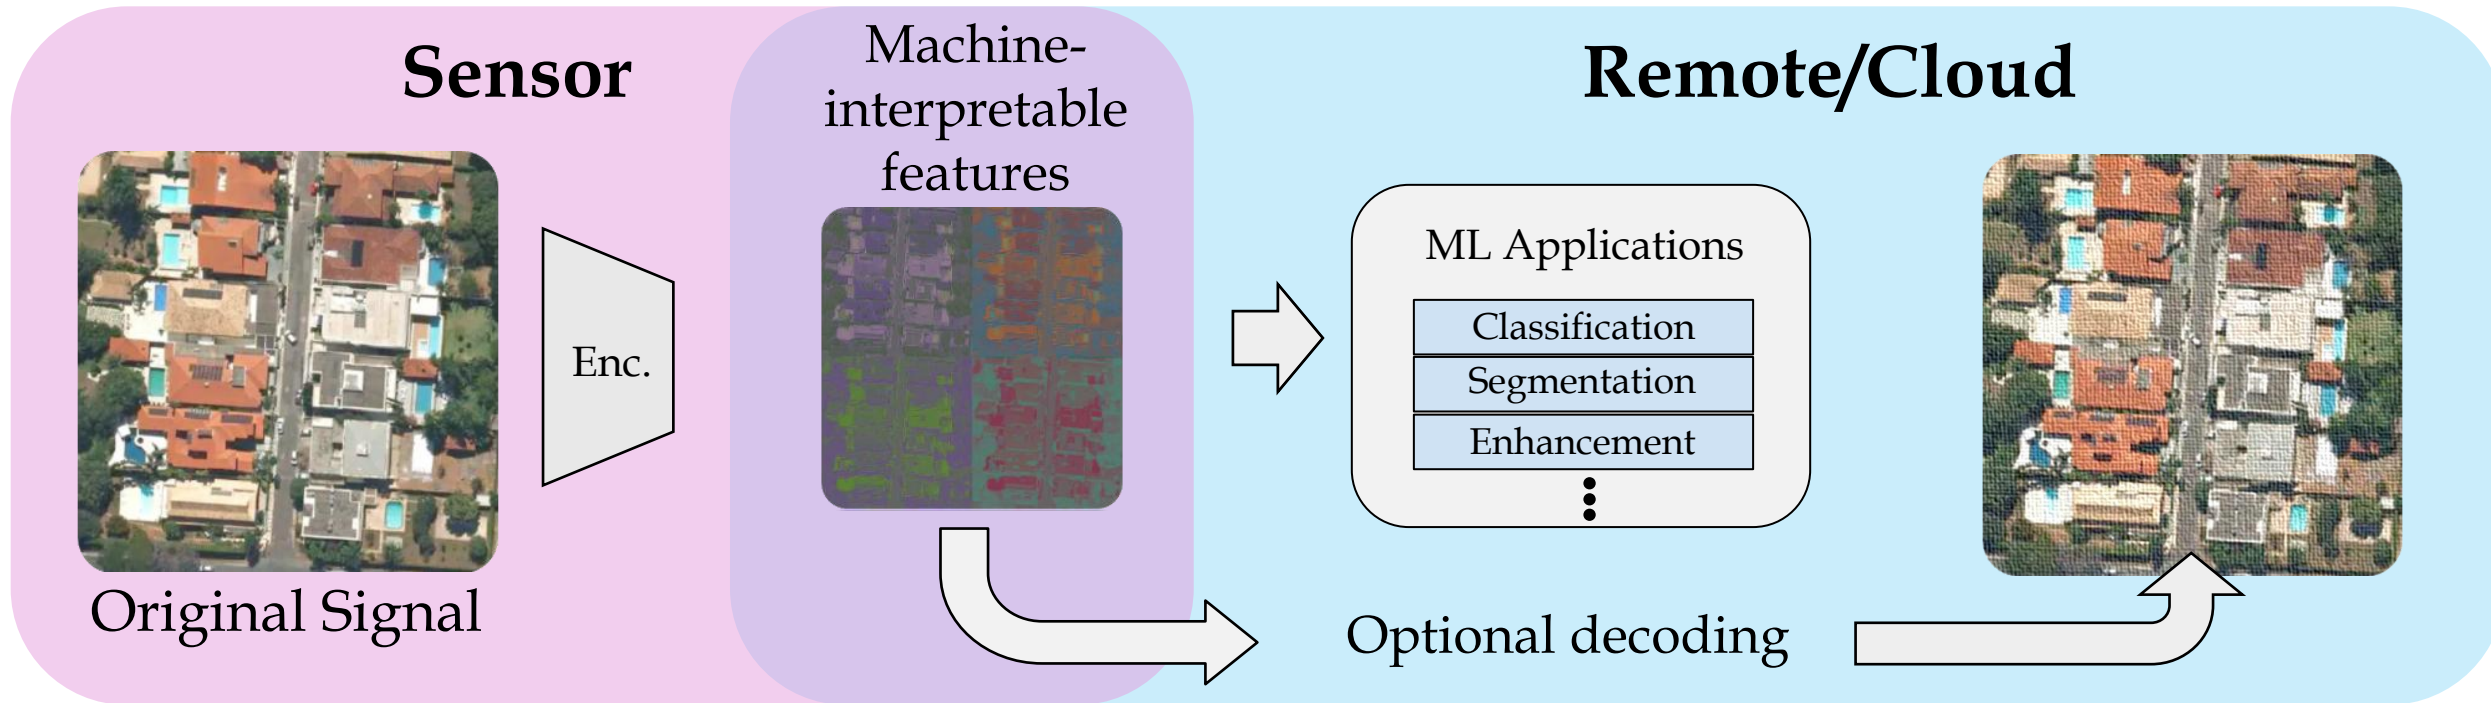 Sensor
Machine-
interpretable
features
Remote/Cloud
Original Signal
Enc.
ML Applications
Classification
Segmentation
Enhancement
Optional decoding